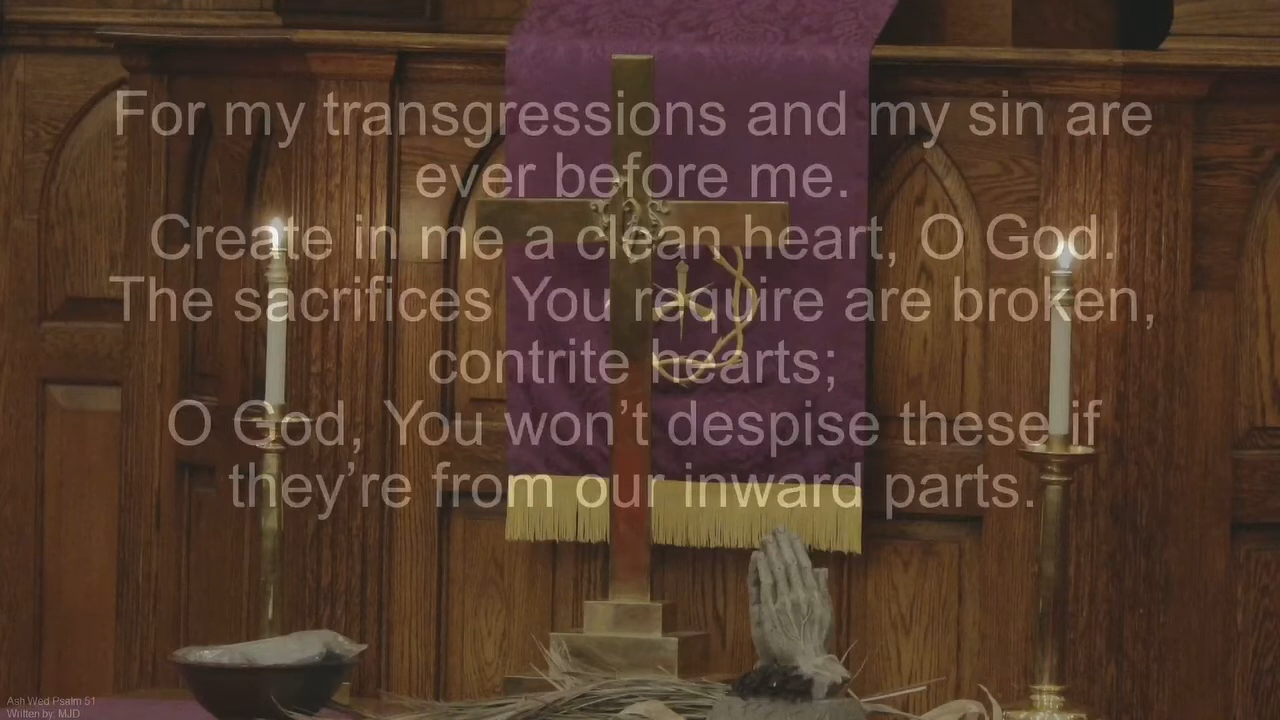 For my transgressions and my sin are
ever before me.
Create in me a clean heart, O God.
The sacrifices You require are broken,
contrite hearts;
O God, You won’t despise these if
they’re from our inward parts.
Ash Wed Psalm 51
Written by: MJD